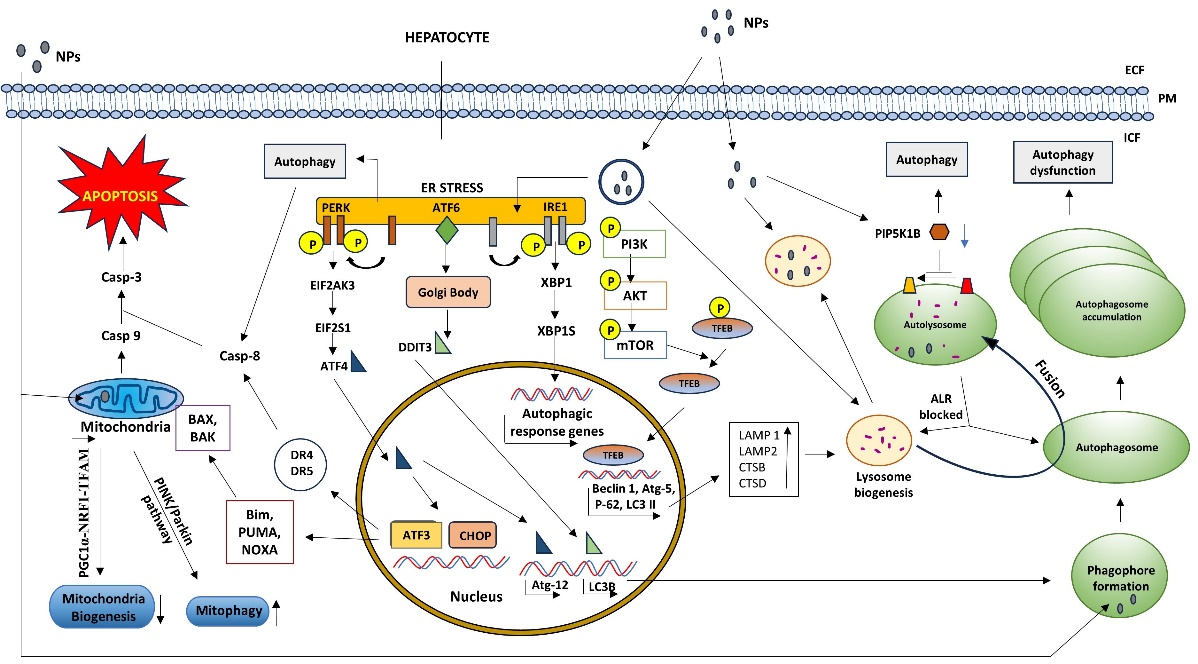 NPs
HEPATOCYTE
NPs
ECF
PM
ICF
APOPTOSIS
Autophagy
ER STRESS
PERK
ATF6
IRE1
P
P
P
P
Autophagy
Autophagy
dysfunction
P
PI3K
P
AKT
P
mTOR
PIP5K1B
Casp-3
EIF2AK3
Golgi Body
XBP1
P
TFEB
Autolysosome
Autophagosome
accumulation
Casp 9
Casp-8
EIF2S1
ATF4
DDIT3
XBP1S
TFEB
Fusion
Mitochondria
BAX,
BAK
Autophagic
response genes
TFEB
LAMP 1
LAMP2
CTSB
CTSD
ALR
blocked
Autophagosome
Lysosome
biogenesis
DR4
DR5
Beclin 1, Atg-5,
P-62, LC3 II
PGC1α-NRF1-TFAM
PINK/Parkin
pathway
Bim,
PUMA,
NOXA
ATF3
CHOP
Atg-12
LC3B
Nucleus
Phagophore
formation
Mitochondria
Biogenesis
Mitophagy